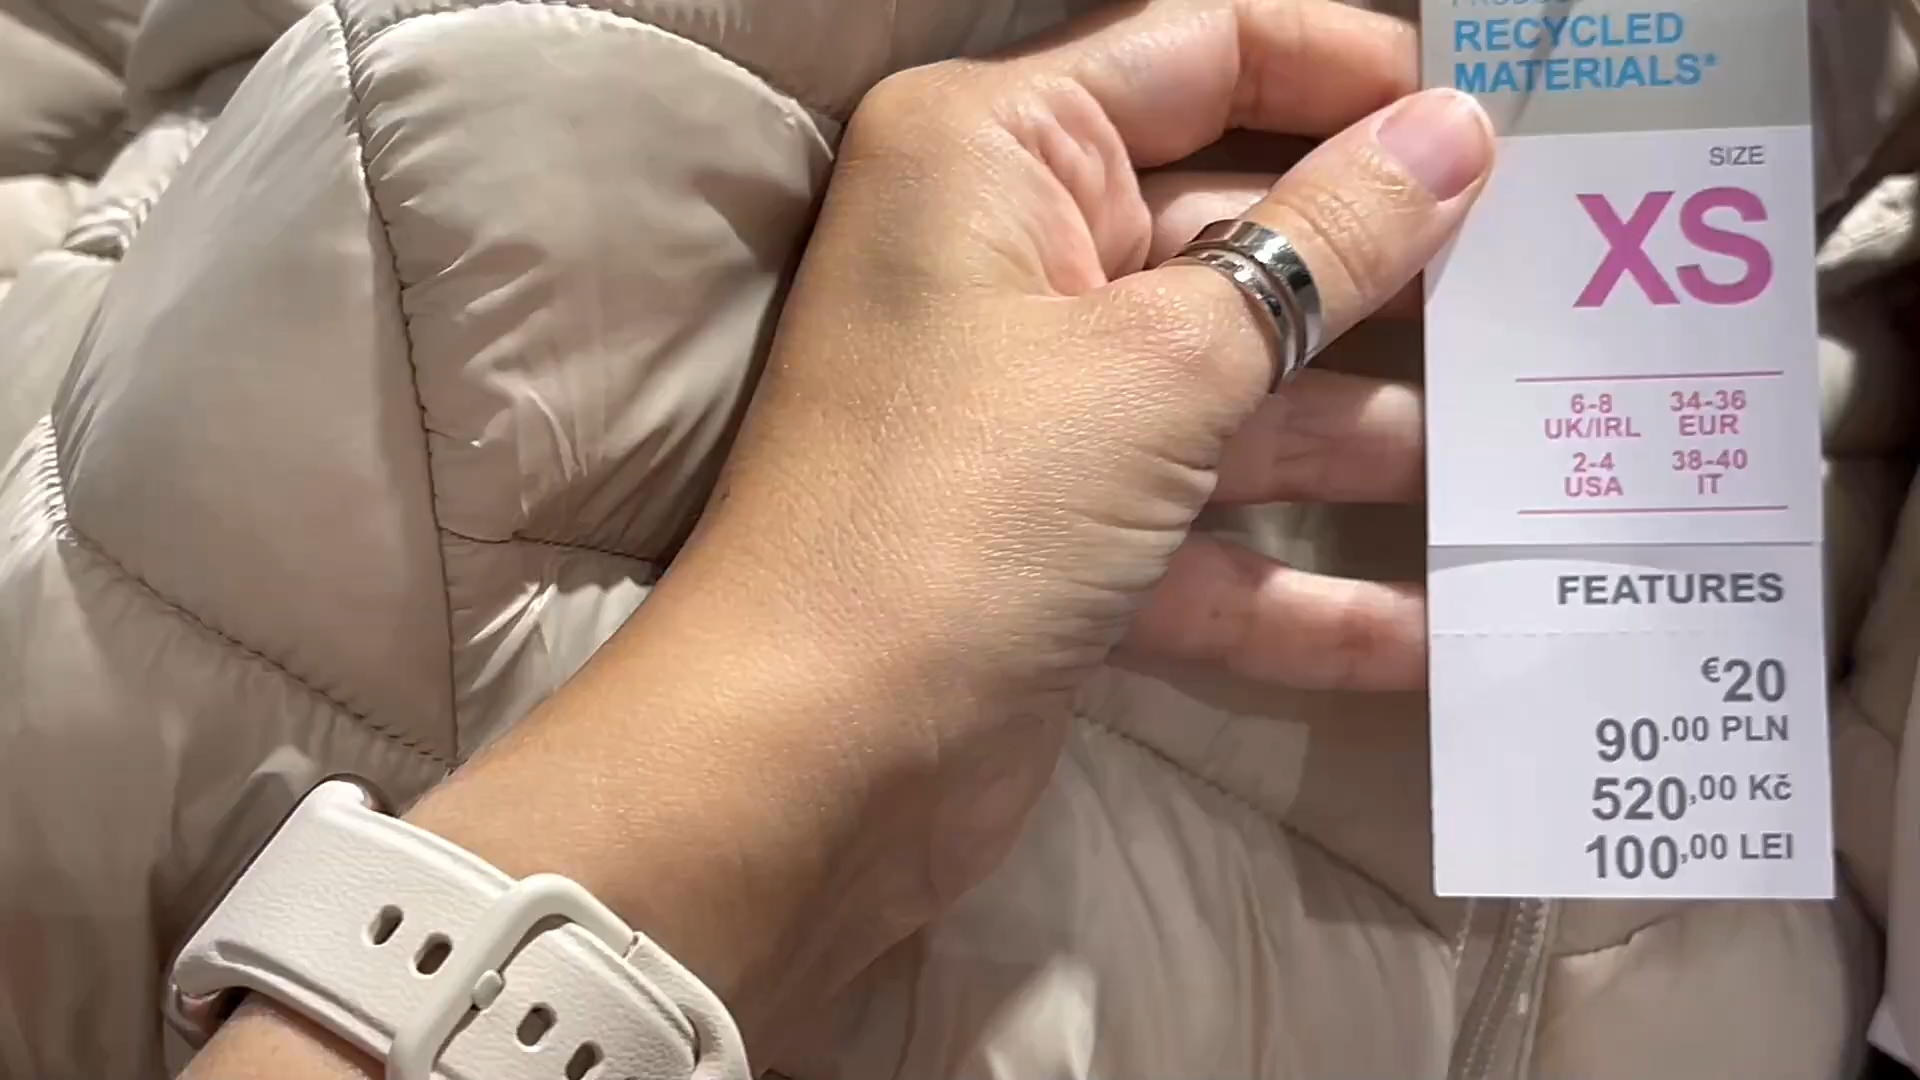 RECYCLED
MATERIALS*
SIZE
XS
6-8 34-36
UK/IRL EUR
2-4 38-40
USA IT
FEATURES
€20
90.00 PLN
520,00 Kč
100,00 LEI